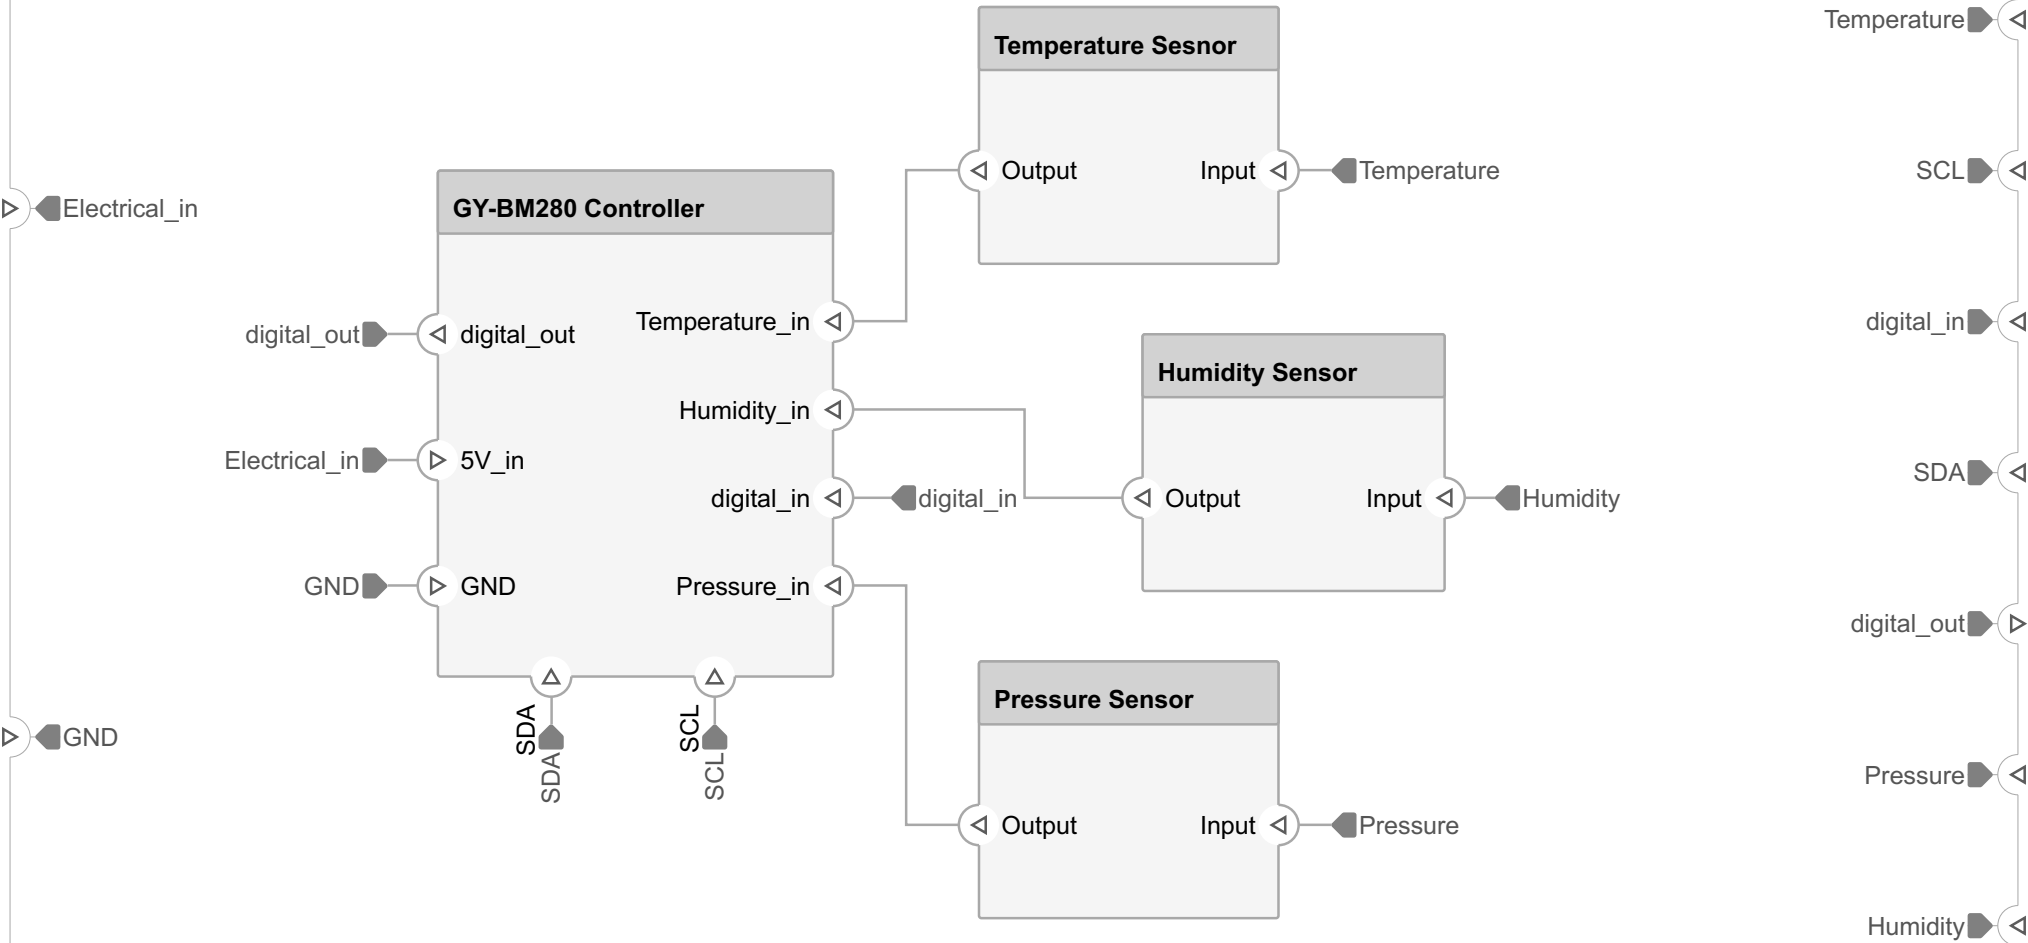 Temperature Sesnor
Output
Input
Temperature
Electrical_in
GY-BM280 Controller
digital_out
digital_out
Temperature_in
Humidity_in
Electrical_in
5V_in
digital_in
digital_in
GND
GND
Pressure_in
SDA
SDA
SCL
SCL
GND
Humidity Sensor
Output
Input
Humidity
Pressure Sensor
Output
Input
Pressure
Temperature
SCL
digital_in
SDA
digital_out
Pressure
Humidity